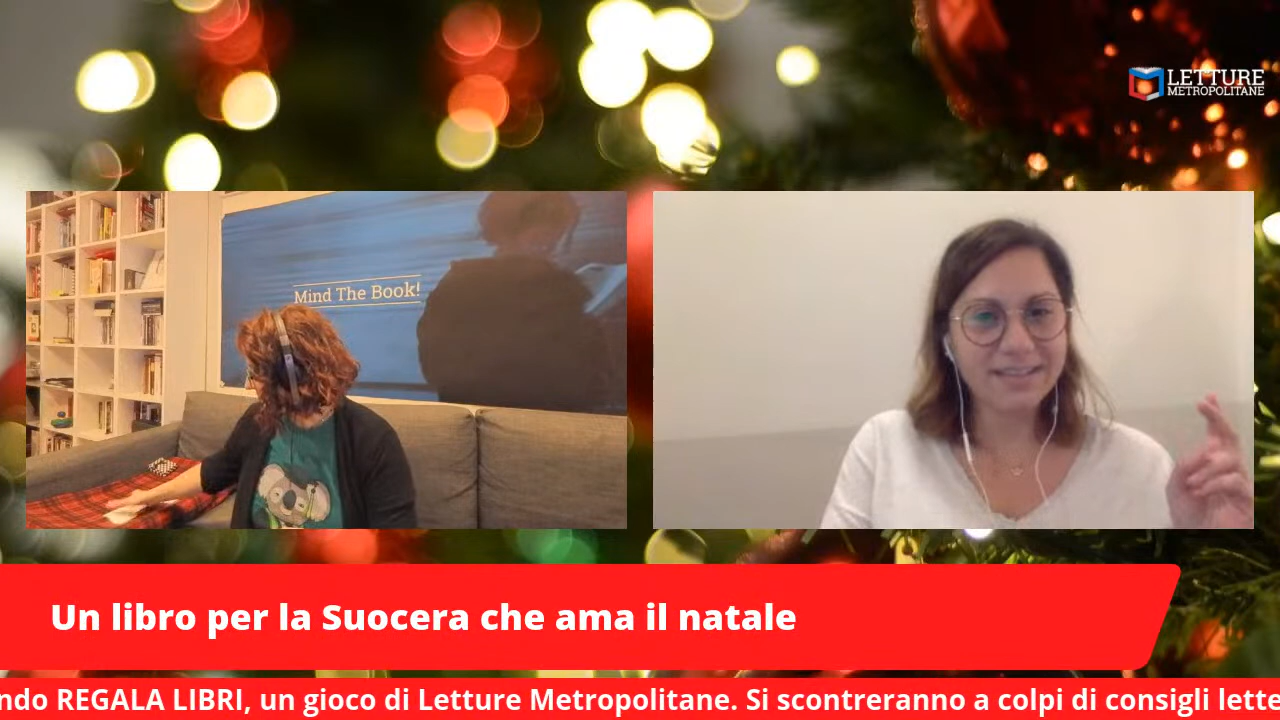 LETTURE
METROPOLITANE
Mind The Book!
Un libro per la Suocera che ama il natale
ndo REGALA LIBRI, un gioco di Letture Metropolitane. Si scontreranno a colpi di consigli lette